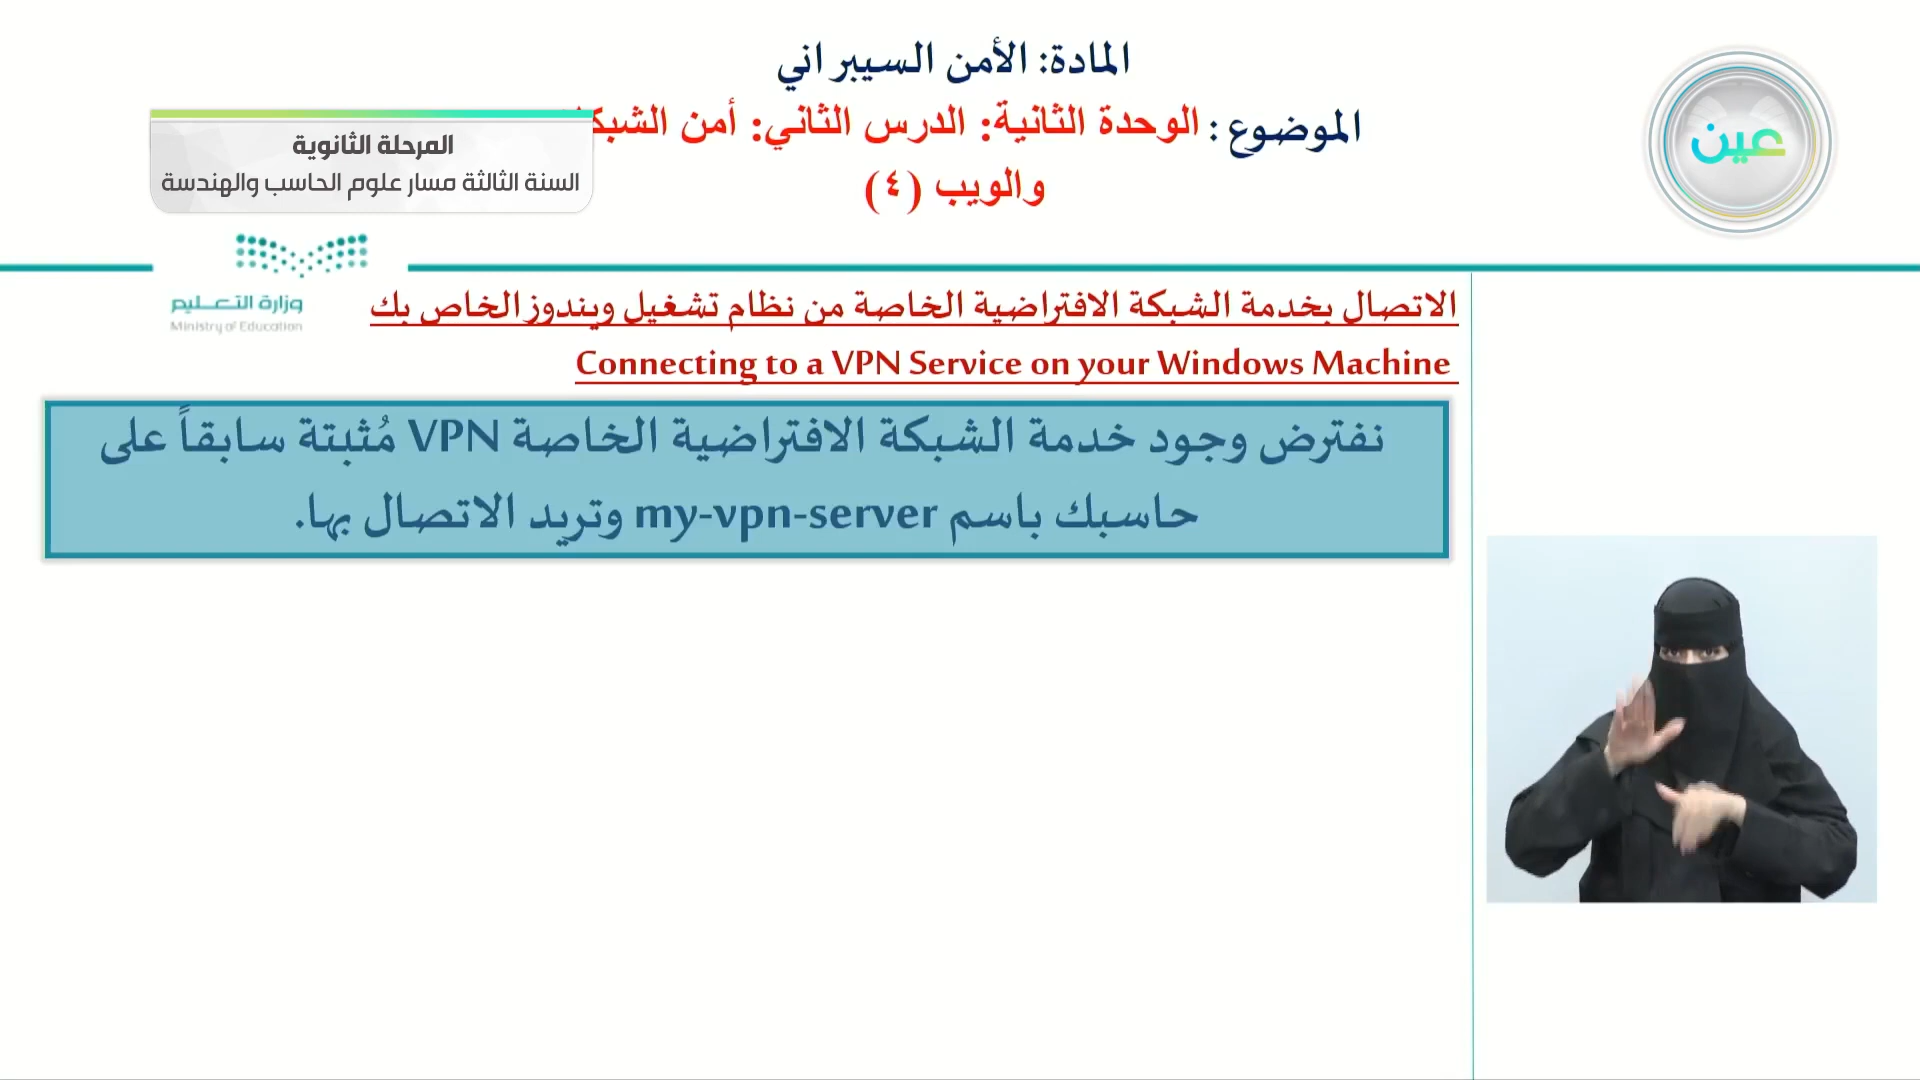 المادة: الأمن السيبراني
الموضوع : الوحدة الثانية: الدرس الثاني: أمن
والويب (٤)
المرحلة الثانوية
السنة الثالثة مسار علوم الحاسب والهندسة
عين
وزارة التعليم
Ministry of Education
الاتصال بخدمة الشبكة الافتراضية الخاصة من نظام تشغيل ويندوز الخاص بك
Connecting to a VPN Service on your Windows Machine
نفترض وجود خدمة الشبكة الافتراضية الخاصة VPN مُثبتة سابقاً على
حاسبك باسم my-vpn-server وتريد الاتصال بها.